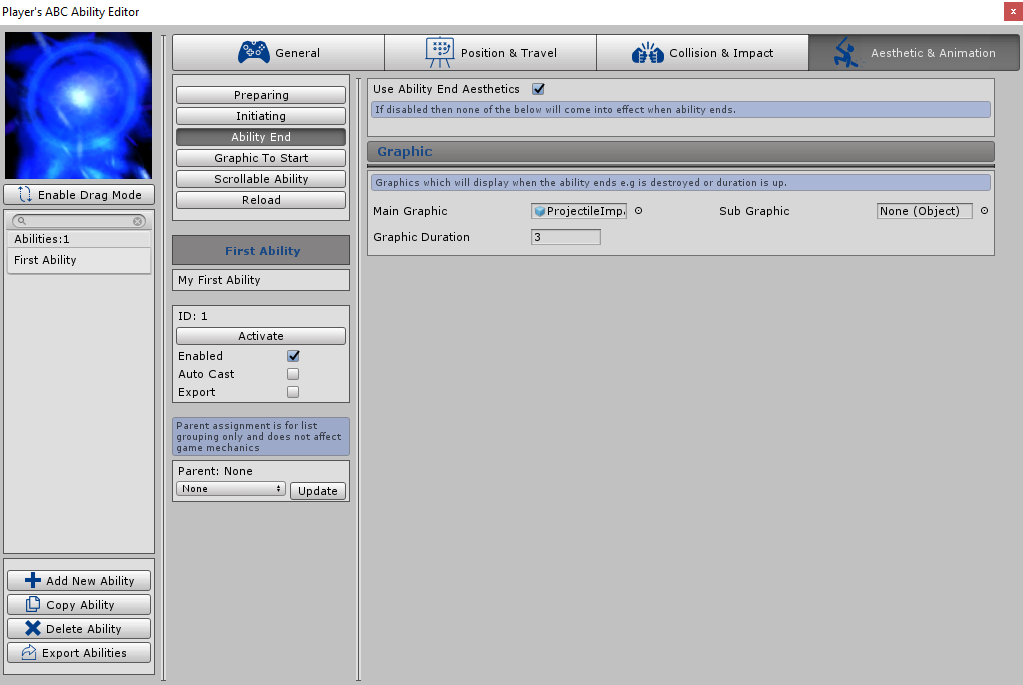 Player's ABC Ability Editor
x
General
Position & Travel
Collision & Impact
Aesthetic & Animation
Enable Drag Mode
Abilities:1
First Ability
Add New Ability
Copy Ability
Delete Ability
Export Abilities
Preparing
Initiating
Ability End
Graphic To Start
Scrollable Ability
Reload
First Ability
My First Ability
ID: 1
Activate
Enabled
Auto Cast
Export
Parent assignment is for list
grouping only and does not affect
game mechanics
Parent: None
None
Update
Use Ability End Aesthetics
If disabled then none of the below will come into effect when ability ends.
Graphic
Graphics which will display when the ability ends e.g is destroyed or duration is up.
Main Graphic
ProjectileImp
Sub Graphic
None (Object)
Graphic Duration
3